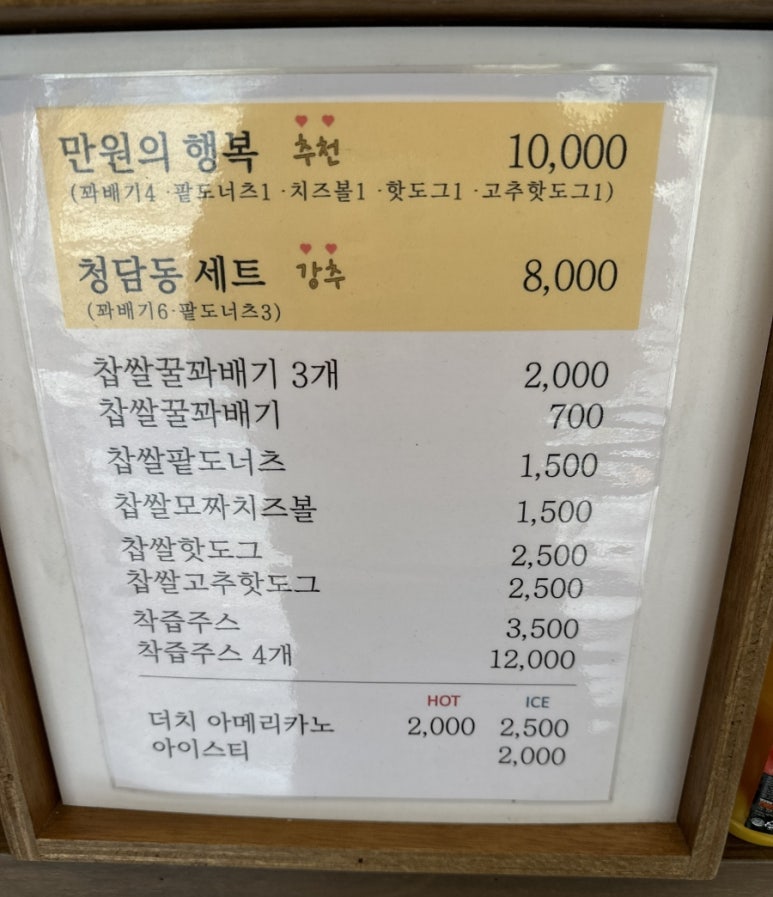 만원의 행복 추천 10,000
(꽈배기4 ·팥도너츠1 ·치즈볼1 ·핫도그1 ·고추핫도그1)
청담동 세트 강추 8,000
(꽈배기6·팥도너츠3)
찹쌀꿀꽈배기 3개 2,000
찹쌀꿀꽈배기 700
찹쌀팥도너츠 1,500
찹쌀모짜치즈볼 1,500
찹쌀핫도그 2,500
찹쌀고추핫도그 2,500
착즙주스 3,500
착즙주스 4개 12,000
HOT ICE
더치 아메리카노 2,000 2,500
아이스티 2,000